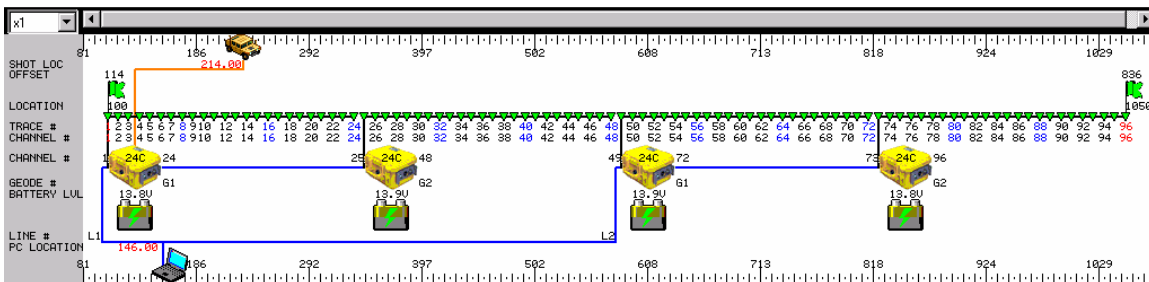 x1
81 186 292 397 502 608 713 818 924 1029
SHOT LOC 214.00
OFFSET 114 836
LOCATION 100 1050
TRACE # 2 3 4 5 6 7 8 9 10 12 14 16 18 20 22 24 26 28 30 32 34 36 38 40 42 44 46 48 50 52 54 56 58 60 62 64 66 68 70 72 74 76 78 80 82 84 86 88 90 92 94 96
CHANNEL # 2 3 4 5 6 7 8 9 10 12 14 16 18 20 22 24 26 28 30 32 34 36 38 40 42 44 46 48 50 52 54 56 58 60 62 64 66 68 70 72 74 76 78 80 82 84 86 88 90 92 94 96
CHANNEL # 1 24C 24 25 24C 48 49 24C 72 73 24C 96
GEODE # G1 G2 G1 G2
BATTERY LVL 13.8V 13.9V 13.9V 13.8V
LINE # L1 L2
PC LOCATION 146.00
81 186 292 397 502 608 713 818 924 1029